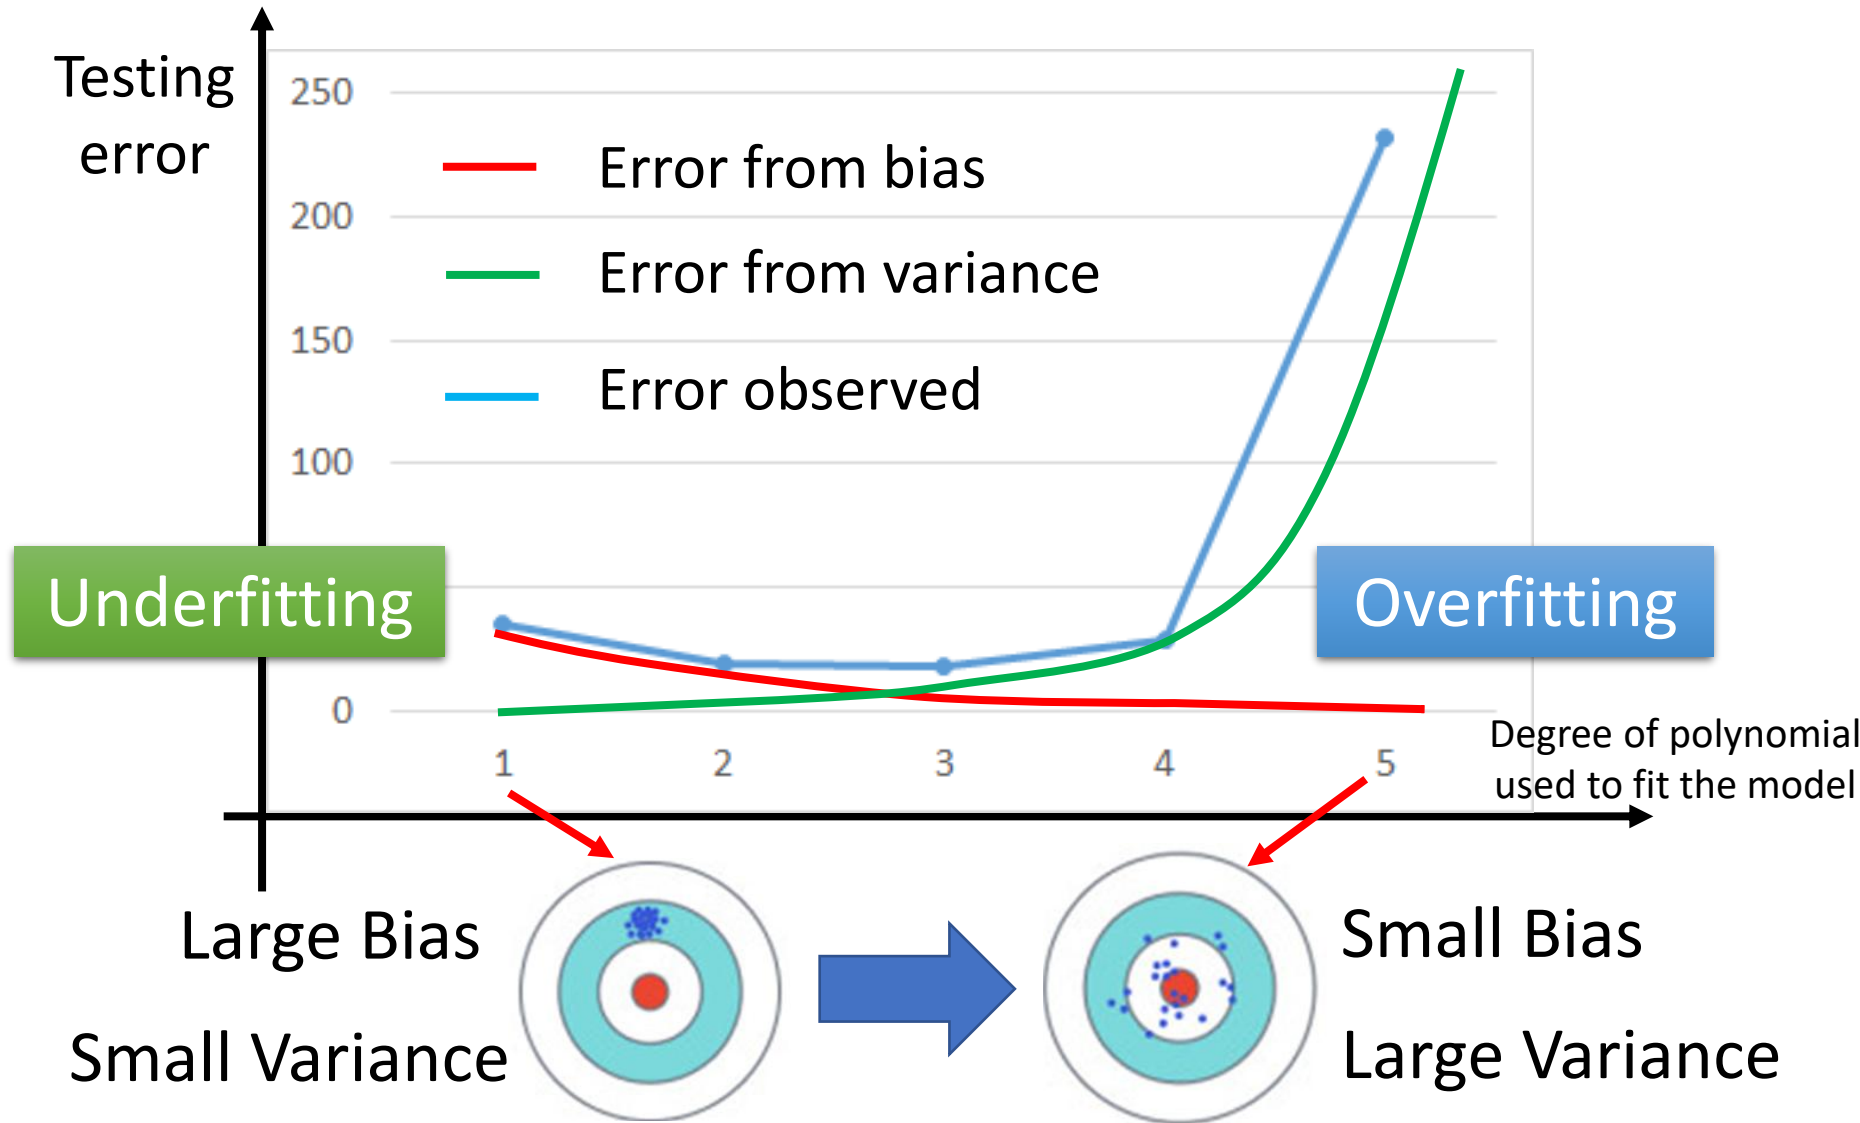 Testing
error
250
200
150
100
0
Error from bias
Error from variance
Error observed
Underfitting
Overfitting
1 2 3 4 5
Degree of polynomial
used to fit the model
Large Bias
Small Variance
Small Bias
Large Variance